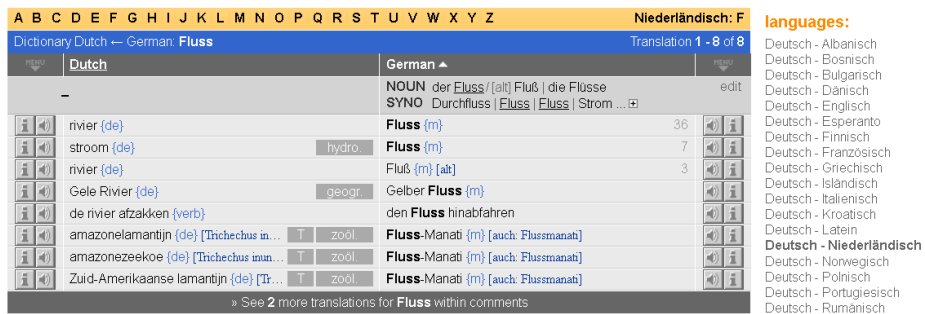 A B C D E F G H I J K L M N O P Q R S T U V W X Y Z Niederländisch: F
Dictionary Dutch ← German: Fluss Translation 1 - 8 of 8
MENU Dutch German MENU
– NOUN der Fluss / [alt] Fluß | die Flüsse edit
SYNO Durchfluss | Fluss | Fluss | Strom ...
rivier {de} Fluss {m} 36
stroom {de} hydro. Fluss {m} 7
rivier {de} Fluß {m} [alt] 3
Gele Rivier {de} geogr. Gelber Fluss {m}
de rivier afzakken {verb} den Fluss hinabfahren
amazonelamantijn {de} [Trichechus in... T zoöl. Fluss-Manati {m} [auch: Flussmanati]
amazonezeekoe {de} [Trichechus inun... T zoöl. Fluss-Manati {m} [auch: Flussmanati]
Zuid-Amerikaanse lamantijn {de} [Tr... T zoöl. Fluss-Manati {m} [auch: Flussmanati]
» See 2 more translations for Fluss within comments
languages:
Deutsch - Albanisch
Deutsch - Bosnisch
Deutsch - Bulgarisch
Deutsch - Dänisch
Deutsch - Englisch
Deutsch - Esperanto
Deutsch - Finnisch
Deutsch - Französisch
Deutsch - Griechisch
Deutsch - Isländisch
Deutsch - Italienisch
Deutsch - Kroatisch
Deutsch - Latein
Deutsch - Niederländisch
Deutsch - Norwegisch
Deutsch - Polnisch
Deutsch - Portugiesisch
Deutsch - Rumänisch